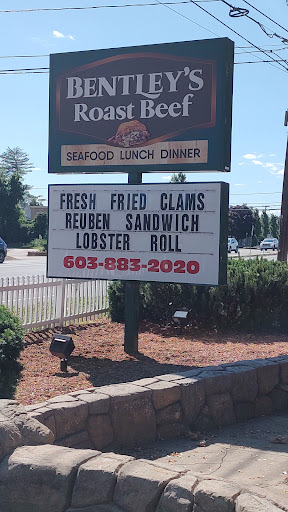 BENTLEY'S
Roast Beef
SEAFOOD LUNCH DINNER
FRESH FRIED CLAMS
REUBEN SANDWICH
LOBSTER ROLL
603-883-2020